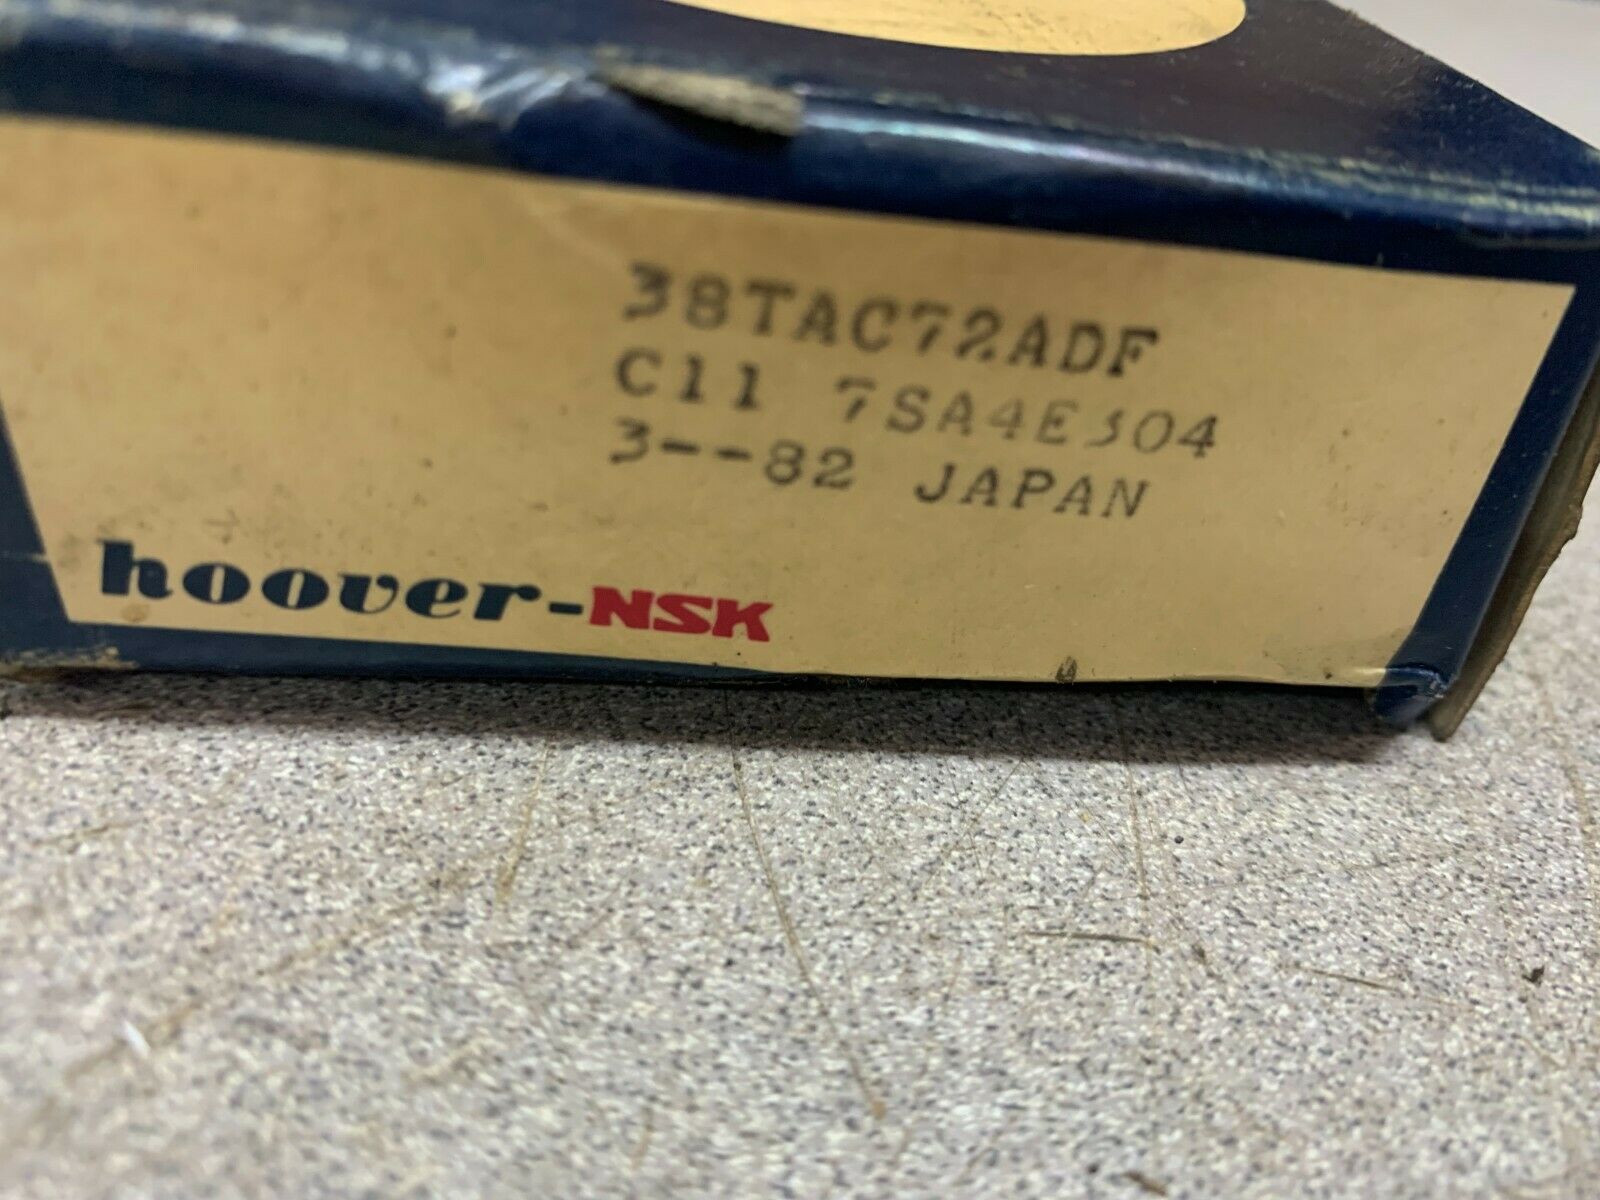 38TAC72ADF
C11 7SA4E304
3--82 JAPAN
hoover-NSK